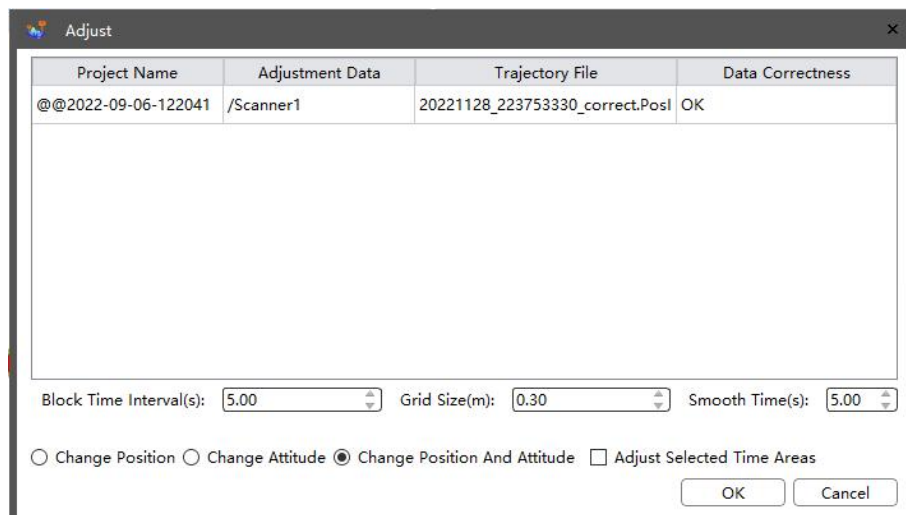 Adjust
Project Name Adjustment Data Trajectory File Data Correctness
@@2022-09-06-122041 /Scanner1 20221128_223753330_correct.PosI OK
Block Time Interval(s): 5.00 Grid Size(m): 0.30 Smooth Time(s): 5.00
Change Position Change Attitude Change Position And Attitude Adjust Selected Time Areas
OK Cancel